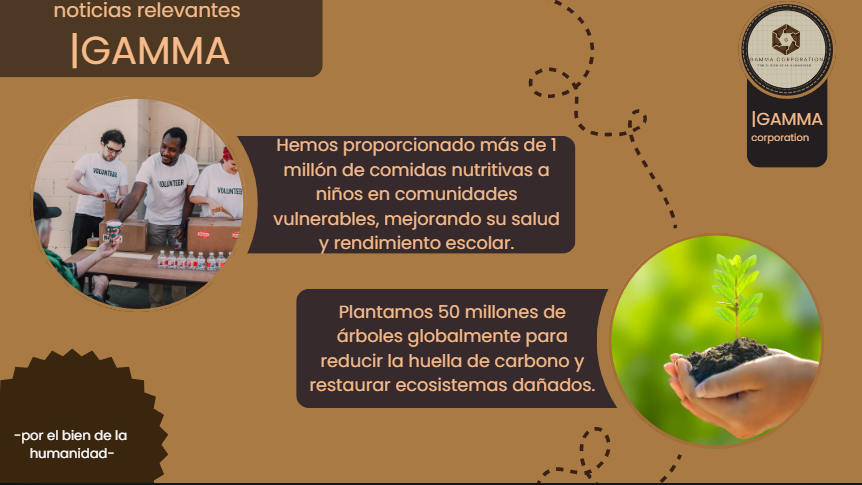 noticias relevantes
|GAMMA
GAMMA CORPORATION
|GAMMA
corporation
VOLUNTEER
VOLUNTEER
VOLUNTEER
Hemos proporcionado más de 1
millón de comidas nutritivas a
niños en comunidades
vulnerables, mejorando su salud
y rendimiento escolar.
Plantamos 50 millones de
árboles globalmente para
reducir la huella de carbono y
restaurar ecosistemas dañados.
-por el bien de la
humanidad-